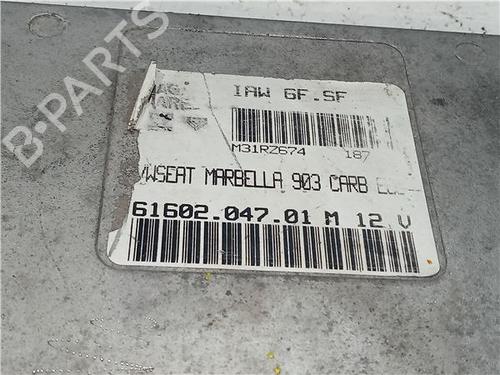 IAW 6F.SF
M31RZ674 187
VWSEAT MARBELLA 903 CARB
61602.047.01 M 12 V
B-PARTS